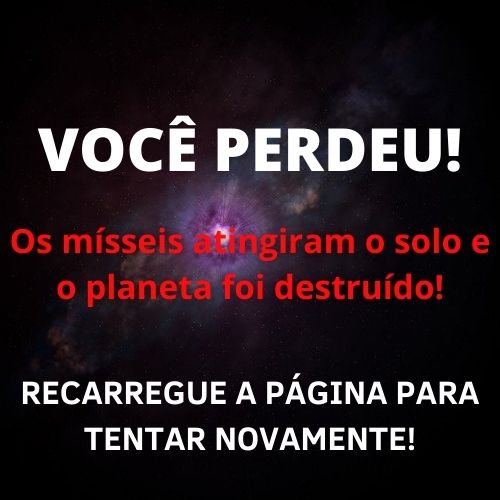 VOCÊ PERDEU!
Os mísseis atingiram o solo e
o planeta foi destruído!
RECARREGUE A PÁGINA PARA
TENTAR NOVAMENTE!